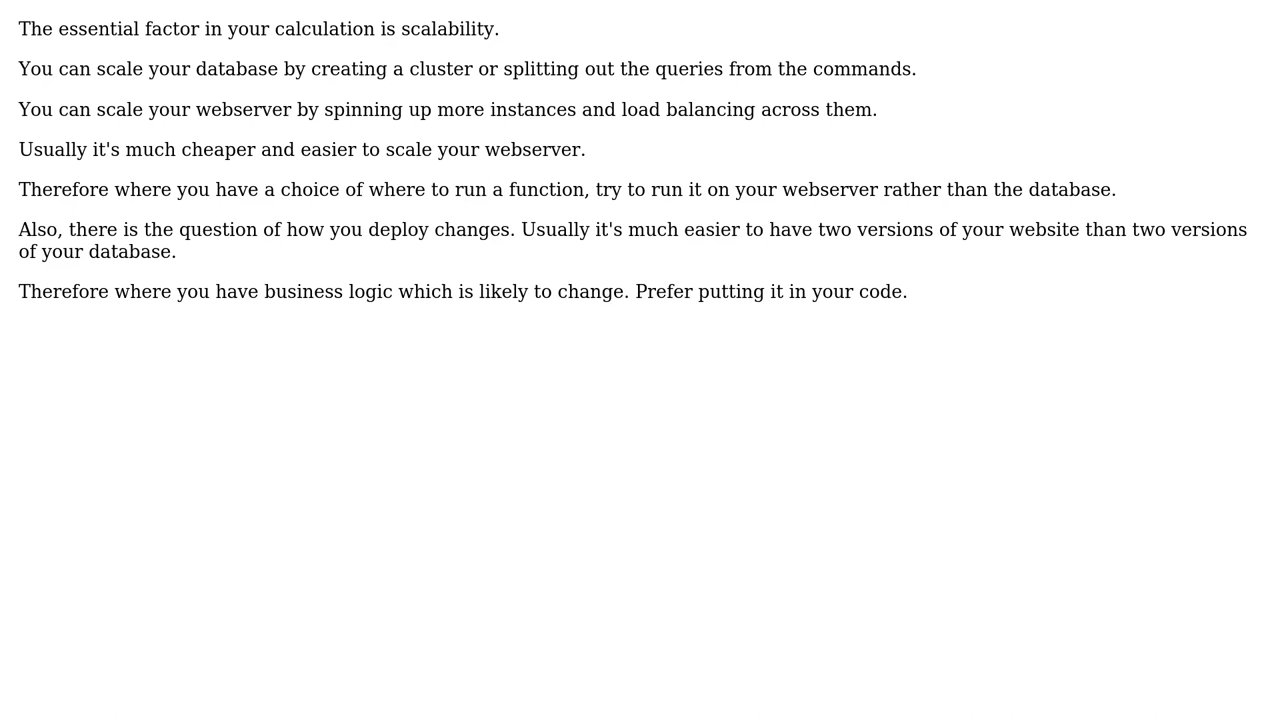 The essential factor in your calculation is scalability.
You can scale your database by creating a cluster or splitting out the queries from the commands.
You can scale your webserver by spinning up more instances and load balancing across them.
Usually it's much cheaper and easier to scale your webserver.
Therefore where you have a choice of where to run a function, try to run it on your webserver rather than the database.
Also, there is the question of how you deploy changes. Usually it's much easier to have two versions of your website than two versions
of your database.
Therefore where you have business logic which is likely to change. Prefer putting it in your code.